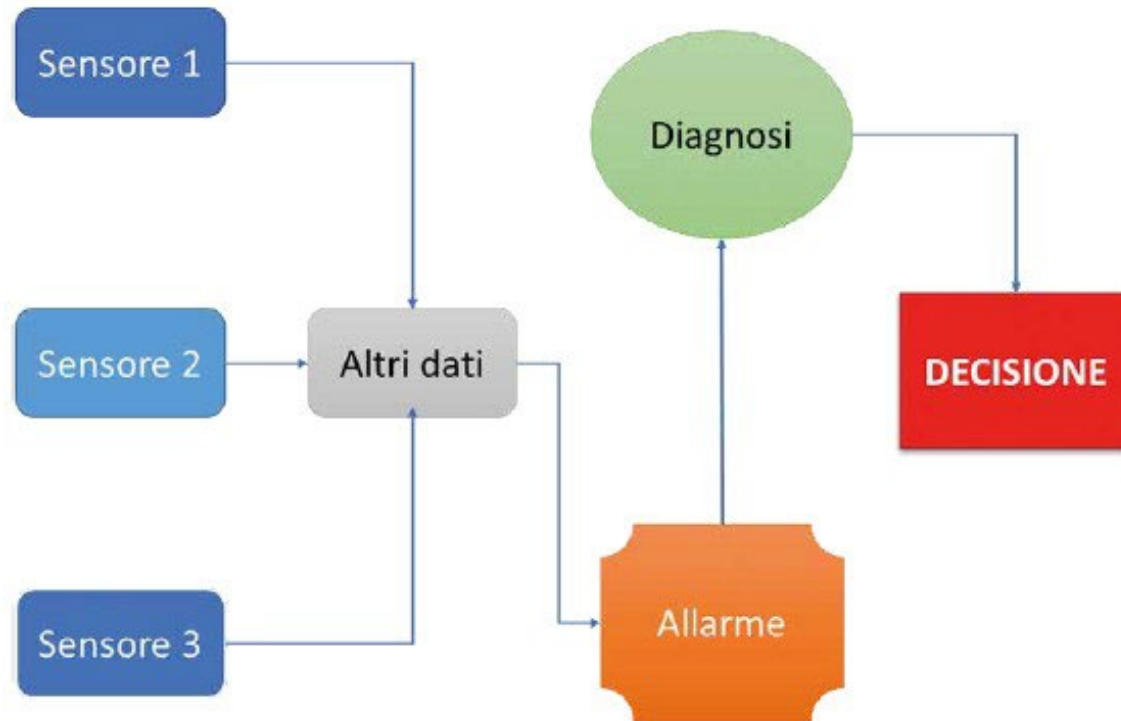 Sensore 1
Sensore 2
Sensore 3
Altri dati
Allarme
Diagnosi
DECISIONE